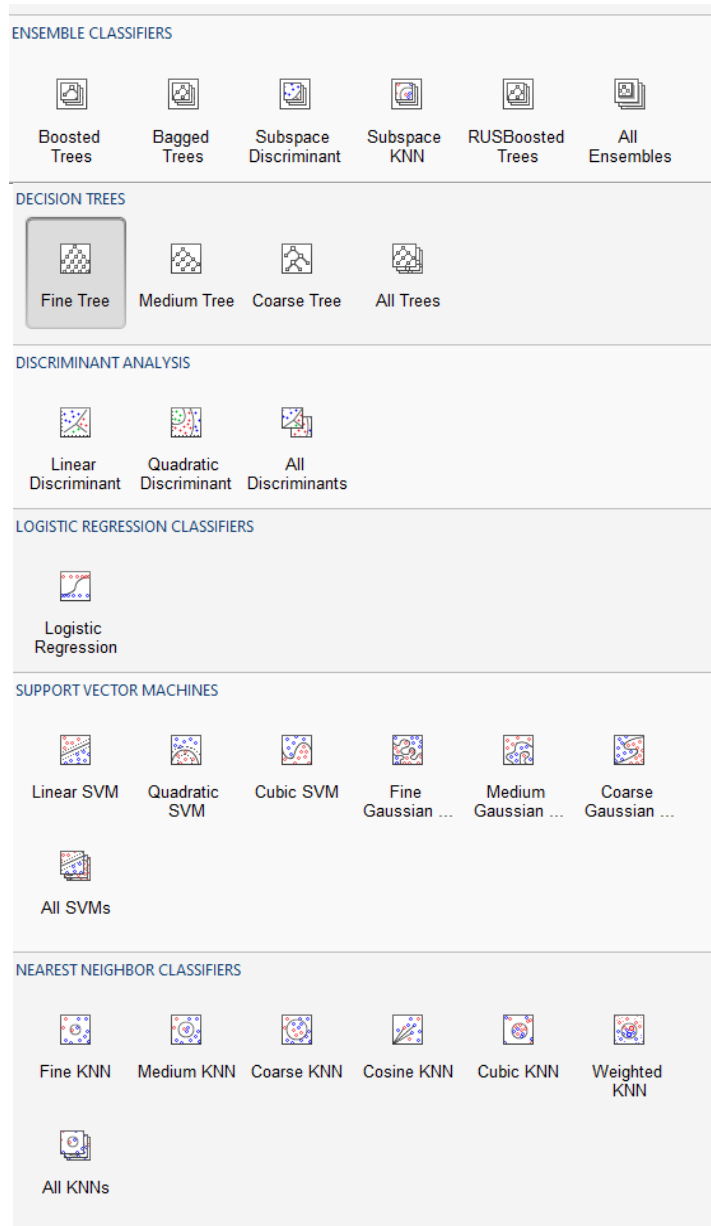 ENSEMBLE CLASSIFIERS
Boosted Trees
Bagged Trees
Subspace Discriminant
Subspace KNN
RUSBoosted Trees
All Ensembles
DECISION TREES
Fine Tree
Medium Tree
Coarse Tree
All Trees
DISCRIMINANT ANALYSIS
Linear Discriminant
Quadratic Discriminant
All Discriminants
LOGISTIC REGRESSION CLASSIFIERS
Logistic Regression
SUPPORT VECTOR MACHINES
Linear SVM
Quadratic SVM
Cubic SVM
Fine Gaussian ...
Medium Gaussian ...
Coarse Gaussian ...
All SVMs
NEAREST NEIGHBOR CLASSIFIERS
Fine KNN
Medium KNN
Coarse KNN
Cosine KNN
Cubic KNN
Weighted KNN
All KNNs